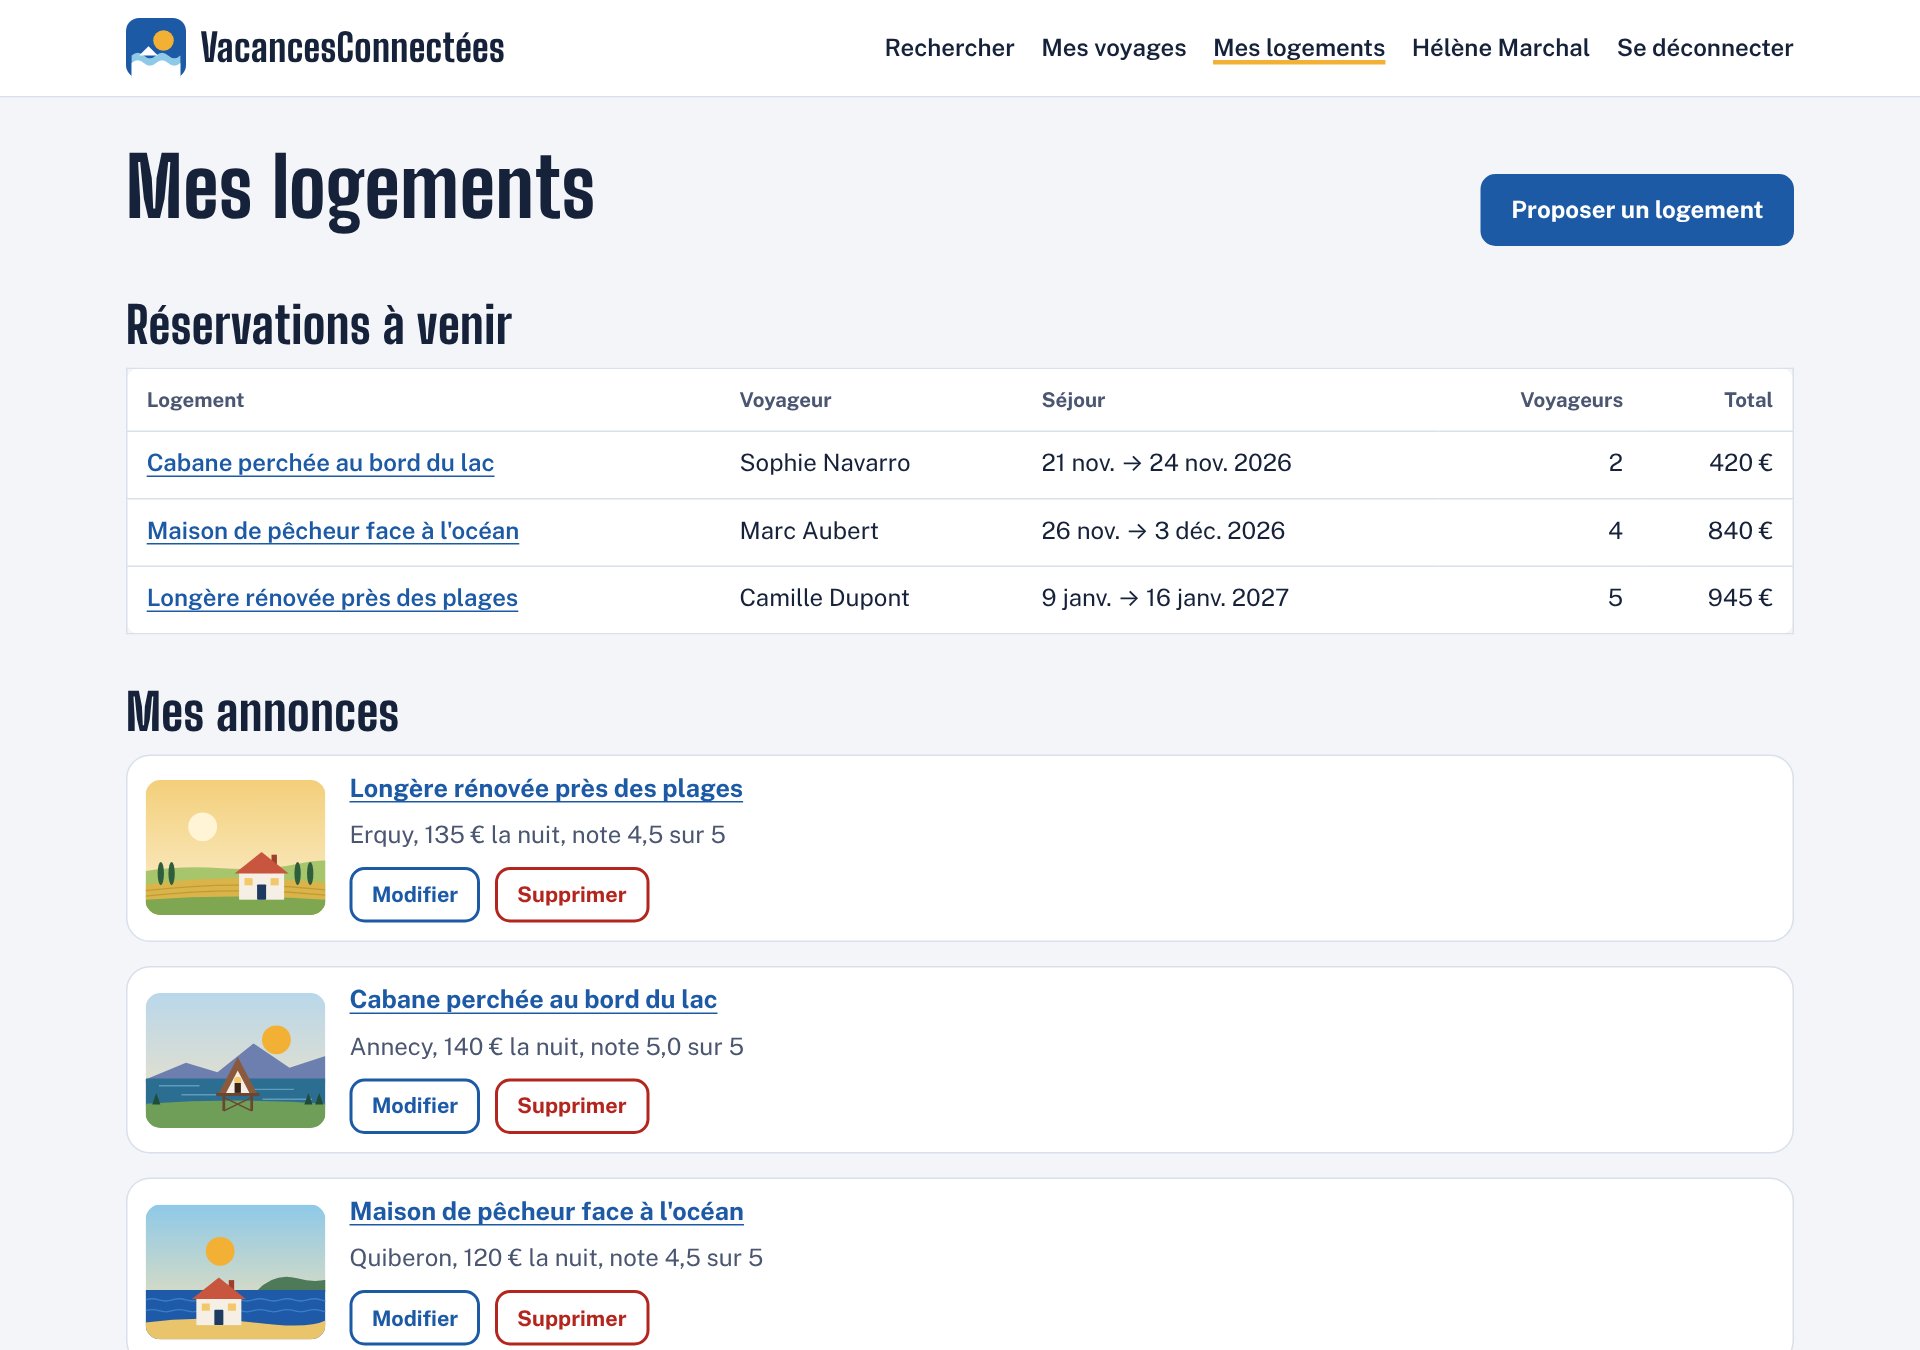 VacancesConnectées
Rechercher Mes voyages Mes logements Hélène Marchal Se déconnecter
Mes logements
Proposer un logement
Réservations à venir
Logement Voyageur Séjour Voyageurs Total
Cabane perchée au bord du lac Sophie Navarro 21 nov. → 24 nov. 2026 2 420 €
Maison de pêcheur face à l'océan Marc Aubert 26 nov. → 3 déc. 2026 4 840 €
Longère rénovée près des plages Camille Dupont 9 janv. → 16 janv. 2027 5 945 €
Mes annonces
Longère rénovée près des plages
Erquy, 135 € la nuit, note 4,5 sur 5
Modifier Supprimer
Cabane perchée au bord du lac
Annecy, 140 € la nuit, note 5,0 sur 5
Modifier Supprimer
Maison de pêcheur face à l'océan
Quiberon, 120 € la nuit, note 4,5 sur 5
Modifier Supprimer